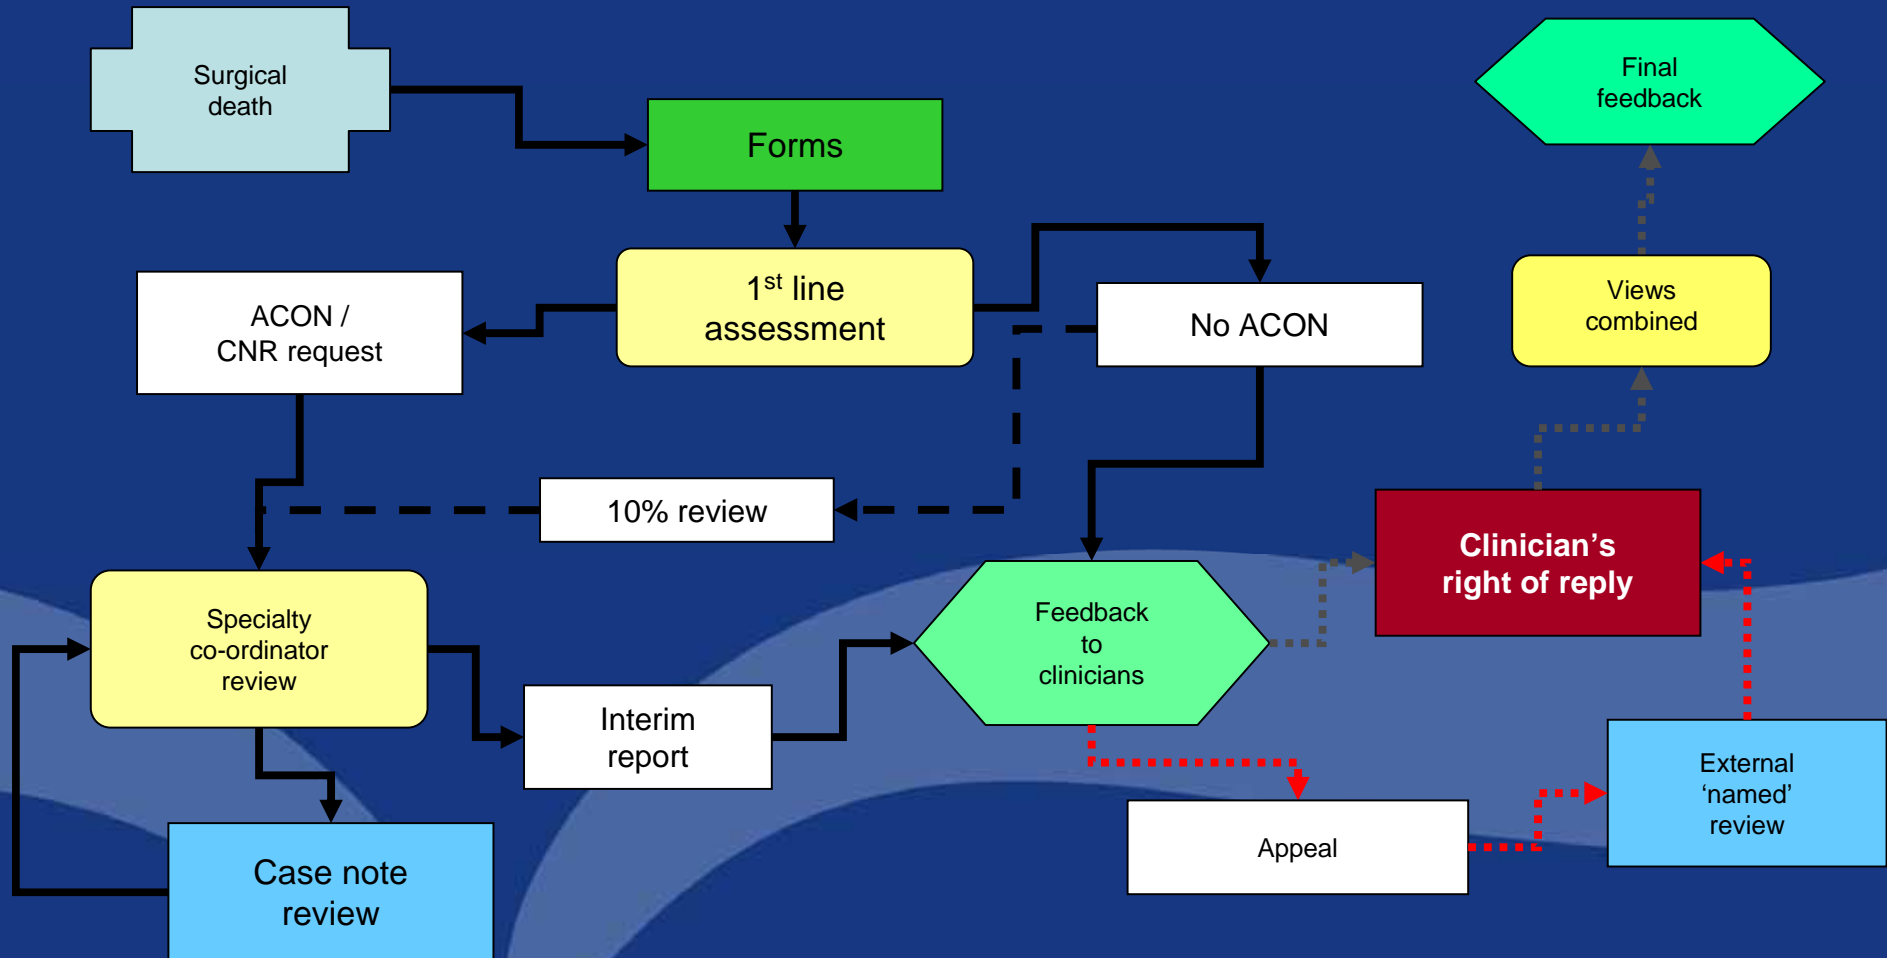 Surgical
death
Forms
Final
feedback
1st line
assessment
ACON /
CNR request
No ACON
Views
combined
10% review
Clinician’s
right of reply
Specialty
co-ordinator
review
Feedback
to
clinicians
Interim
report
External
‘named’
review
Appeal
Case note
review